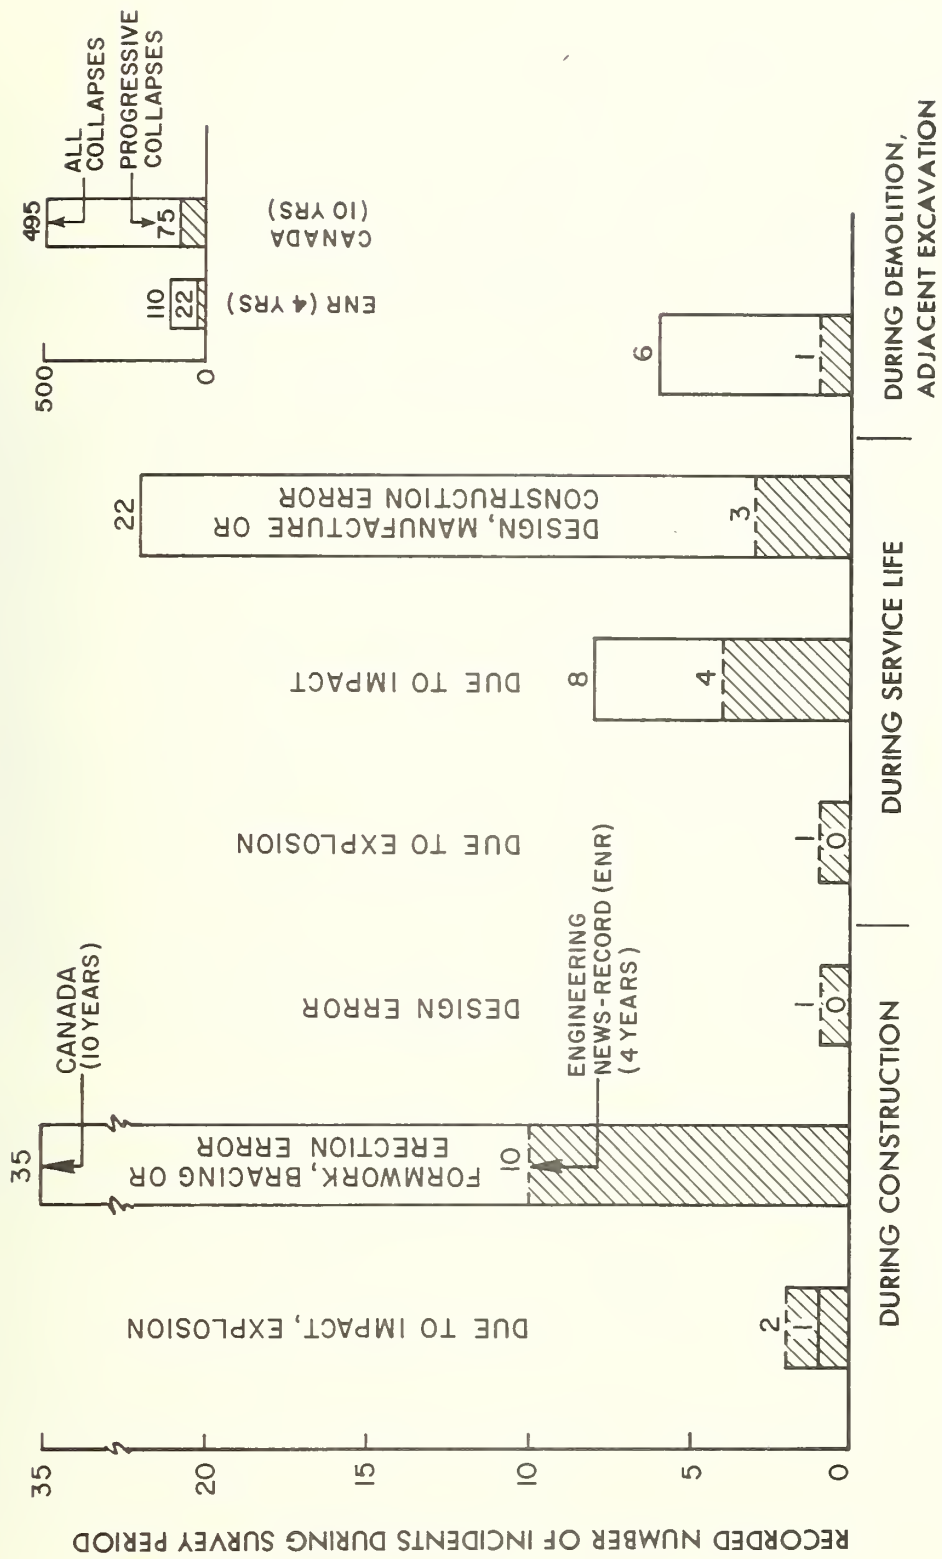 RECORDED NUMBER OF INCIDENTS DURING SURVEY PERIOD
35
20
15
10
5
0
DUE TO IMPACT, EXPLOSION
2
1
35
CANADA
(10 YEARS)
FORMWORK, BRACING OR
ERECTION ERROR
10
ENGINEERING
NEWS-RECORD (ENR)
(4 YEARS)
DESIGN ERROR
1
0
DUE TO EXPLOSION
1
0
DUE TO IMPACT
8
4
22
DESIGN, MANUFACTURE OR
CONSTRUCTION ERROR
3
6
1
DURING CONSTRUCTION
DURING SERVICE LIFE
DURING DEMOLITION,
ADJACENT EXCAVATION
500
0
110
22
ENR (4 YRS)
495
75
CANADA
(10 YRS)
ALL
COLLAPSES
PROGRESSIVE
COLLAPSES